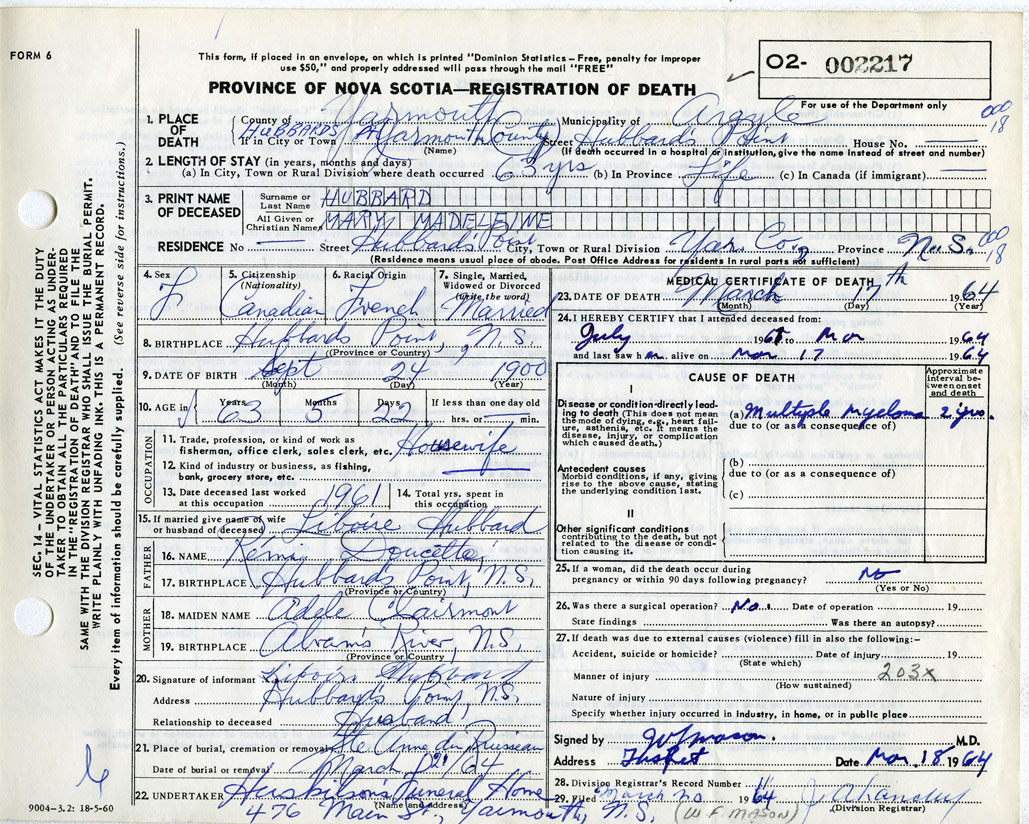 FORM 6
This form, if placed in an envelope, on which is printed "Dominion Statistics - Free, penalty for improper
use $50," and properly addressed will pass through the mail "FREE"
O2- 002217
PROVINCE OF NOVA SCOTIA—REGISTRATION OF DEATH
For use of the Department only
1. PLACE OF DEATH County of Yarmouth Municipality of Argyle 000 18
HUBBARDS Pt Yarmouth County
If in City or Town (Name) Street Hubbard's Point House No. —
(If death occurred in a hospital or institution, give the name instead of street and number)
2. LENGTH OF STAY (in years, months and days)
(a) In City, Town or Rural Division where death occurred 63 yrs (b) In Province Life (c) In Canada (if immigrant) —
3. PRINT NAME OF DECEASED Surname or Last Name HUBBARD
All Given or Christian Names MARY MADELEINE
RESIDENCE No — Street Hubbards Point City, Town or Rural Division Yar. Co., Province N.S. 000 18
(Residence means usual place of abode. Post Office Address for residents in rural parts not sufficient)
4. Sex F
5. Citizenship (Nationality) Canadian
6. Racial Origin French
7. Single, Married, Widowed or Divorced (write the word) Married
8. BIRTHPLACE Hubbards Point, N.S.
(Province or Country)
9. DATE OF BIRTH Sept 24 1900
(Month) (Day) (Year)
10. AGE in Years 63 Months 5 Days 22 If less than one day old hrs. or min.
OCCUPATION
11. Trade, profession, or kind of work as fisherman, office clerk, sales clerk, etc. Housewife
12. Kind of industry or business, as fishing, bank, grocery store, etc. —
13. Date deceased last worked at this occupation 1961 14. Total yrs. spent in this occupation
15. If married give name of wife or husband of deceased Liboire Hubbard
FATHER
16. NAME Rémi Doucette
17. BIRTHPLACE Hubbard's Point, N.S.
(Province or Country)
MOTHER
18. MAIDEN NAME Adele Clairmont
19. BIRTHPLACE Abram's River, N.S.
(Province or Country)
20. Signature of informant Liboire Hubbard
Address Hubbard's Point, N.S.
Relationship to deceased Husband
21. Place of burial, cremation or removal Ste Anne du Ruisseau
Date of burial or removal March /64
22. UNDERTAKER Huskilson's Funeral Home
(Name and address)
476 Main St., Yarmouth, N.S.
MEDICAL CERTIFICATE OF DEATH
23. DATE OF DEATH March 17th 1964
(Month) (Day)
24. I HEREBY CERTIFY that I attended deceased from:
July 1961 to Mar 1964
and last saw her alive on Mar 17 1964
CAUSE OF DEATH
Approximate interval between onset and death
I
Disease or condition directly leading to death (This does not mean the mode of dying, e.g., heart failure, asthenia, etc. It means the disease, injury, or complication which caused death.)
(a) Multiple Myeloma 2 yrs.
due to (or as a consequence of)
Antecedent causes
Morbid conditions, if any, giving rise to the above cause, stating the underlying condition last.
(b)
due to (or as a consequence of)
(c)
II
Other significant conditions
contributing to the death, but not related to the disease or condition causing it.
25. If a woman, did the death occur during pregnancy or within 90 days following pregnancy? No
(Yes or No)
26. Was there a surgical operation? No. Date of operation 19
State findings Was there an autopsy?
27. If death was due to external causes (violence) fill in also the following:–
Accident, suicide or homicide? Date of injury 19
(State which)
Manner of injury 203X
(How sustained)
Nature of injury
Specify whether injury occurred in industry, in home, or in public place
Signed by W F Mason. M.D.
Address Tusket Date Mar 18 1964
28. Division Registrar's Record Number 16
29. Filed March 20 1964
(Division Registrar)
(W.F. MASON)
SEC. 14 – VITAL STATISTICS ACT MAKES IT THE DUTY
OF THE UNDERTAKER OR PERSON ACTING AS UNDER-
TAKER TO OBTAIN ALL THE PARTICULARS REQUIRED
IN THE "REGISTRATION OF DEATH" AND TO FILE THE
SAME WITH THE DIVISION REGISTRAR WHO SHALL ISSUE THE BURIAL PERMIT.
WRITE PLAINLY WITH UNFADING INK. THIS IS A PERMANENT RECORD.
Every item of information should be carefully supplied. (See reverse side for instructions.)
9004-3.2: 18-5-60